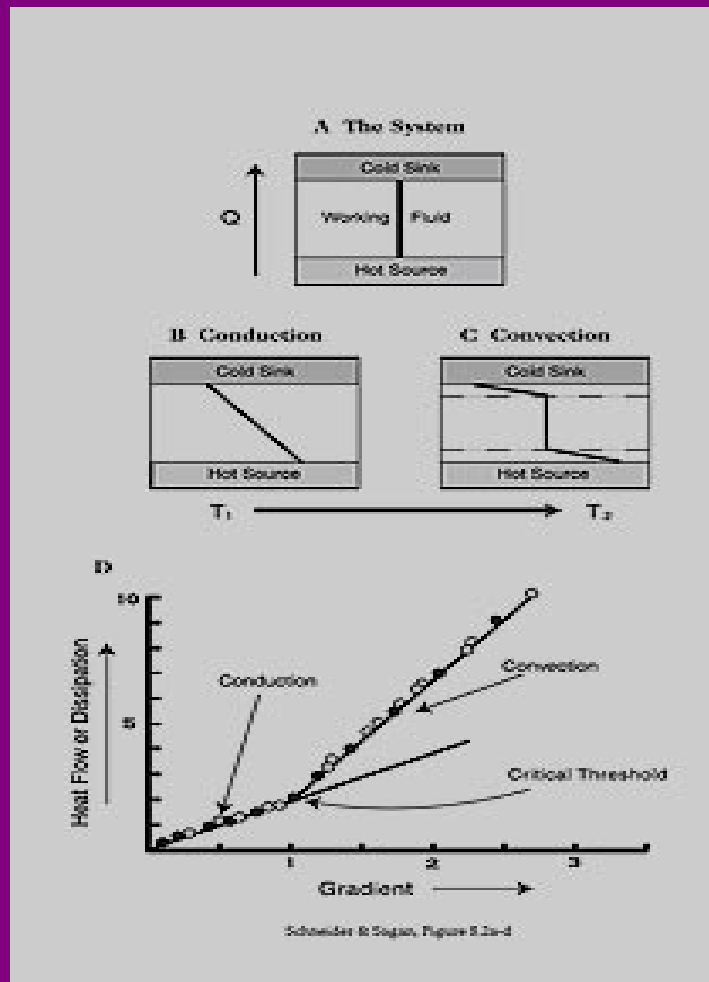 A The System
Cold Sink
Q
Working Fluid
Hot Source
B Conduction
C Convection
Cold Sink
Cold Sink
Hot Source
Hot Source
T₁
T₂
D
10
Conduction
Convection
5
Heat Flow or Dissipation
Critical Threshold
1 2 3
Gradient
Schneider & Sagan, Figure 8.2a-d